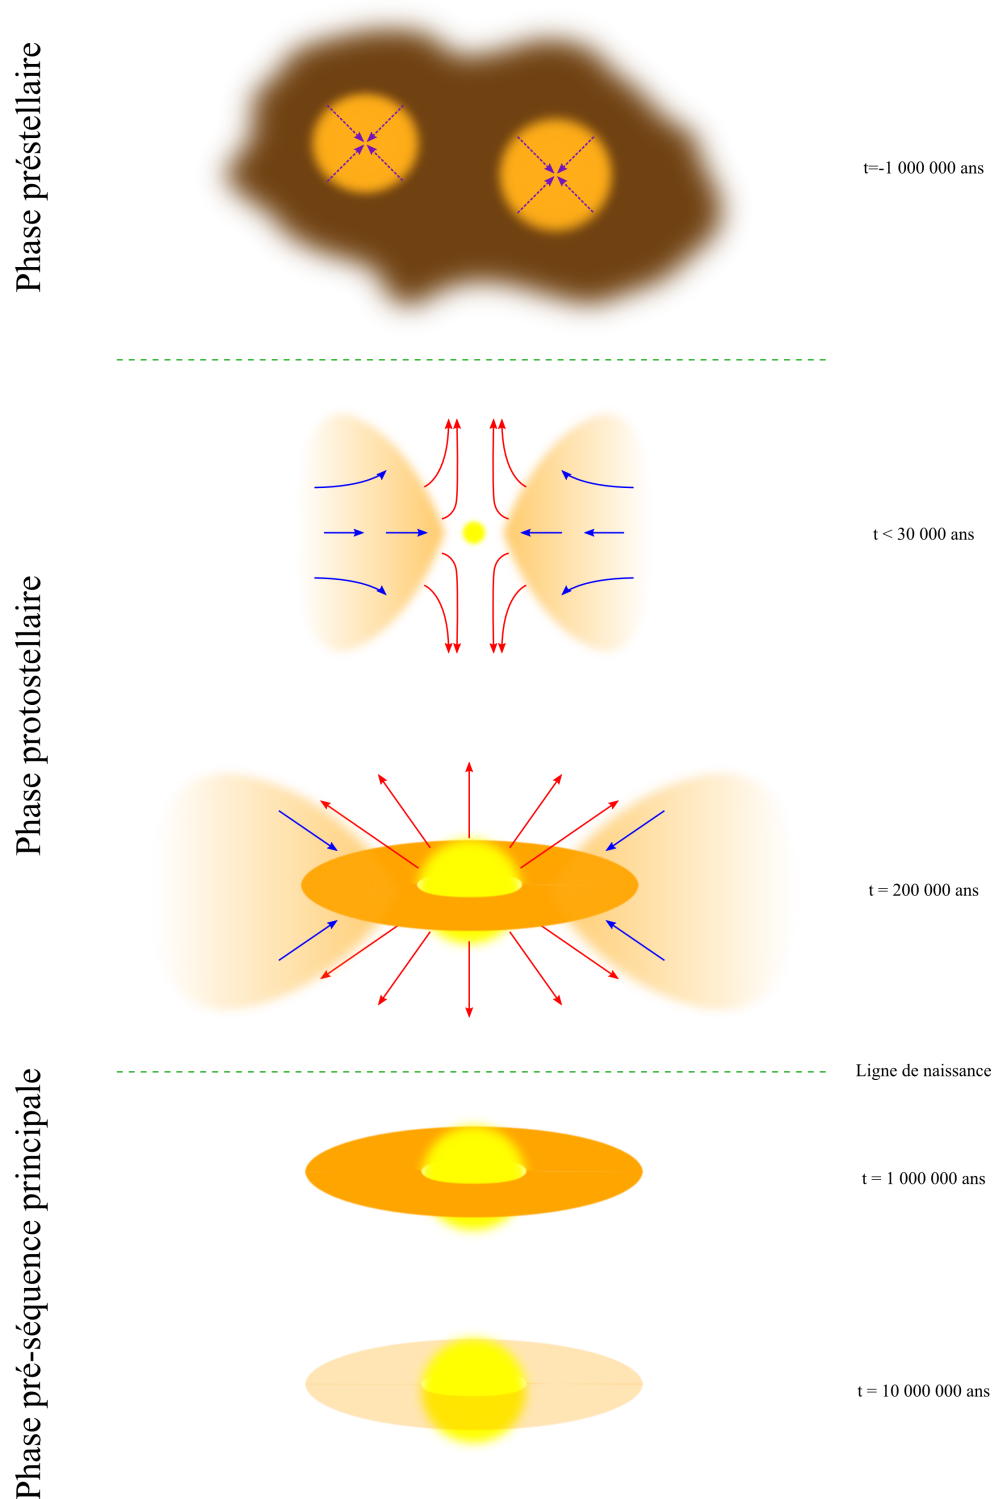 Phase préstellaire
t=-1 000 000 ans
Phase protostellaire
t < 30 000 ans
t = 200 000 ans
Ligne de naissance
Phase pré-séquence principale
t = 1 000 000 ans
t = 10 000 000 ans